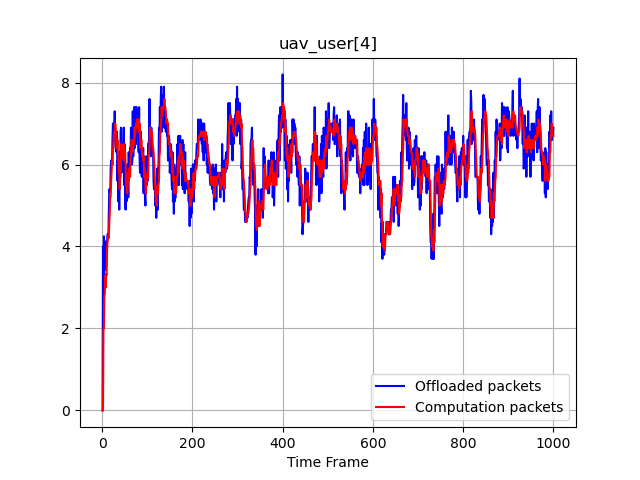 uav_user[4]
8
6
4
2
0
Offloaded packets
Computation packets
0 200 400 600 800 1000
Time Frame